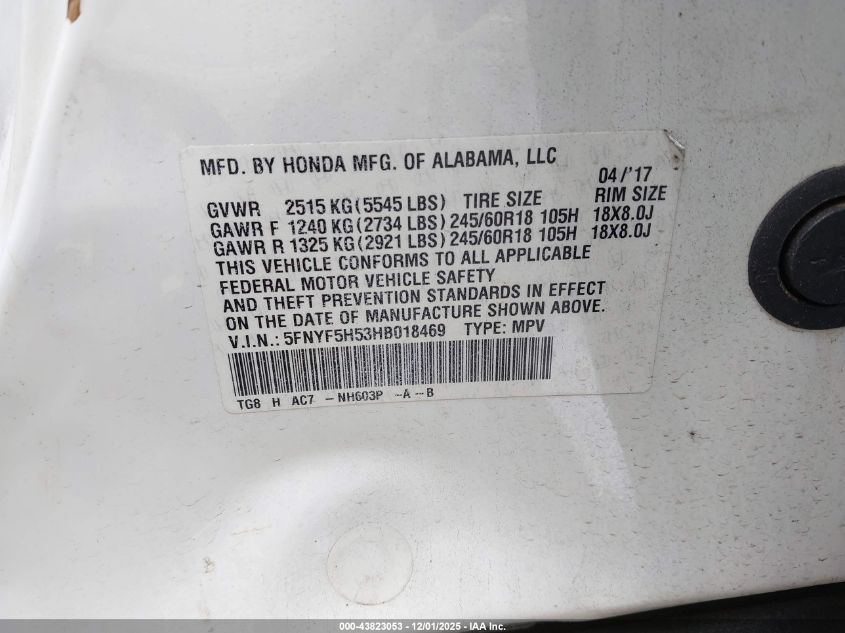 MFD. BY HONDA MFG. OF ALABAMA, LLC
04/'17
GVWR 2515 KG (5545 LBS) TIRE SIZE RIM SIZE
GAWR F 1240 KG (2734 LBS) 245/60R18 105H 18X8.0J
GAWR R 1325 KG (2921 LBS) 245/60R18 105H 18X8.0J
THIS VEHICLE CONFORMS TO ALL APPLICABLE
FEDERAL MOTOR VEHICLE SAFETY
AND THEFT PREVENTION STANDARDS IN EFFECT
ON THE DATE OF MANUFACTURE SHOWN ABOVE.
V.I.N.: 5FNYF5H53HB018469 TYPE: MPV
TG8 H AC7 -NH603P -A -B
000-43823053 - 12/01/2025 - IAA Inc.